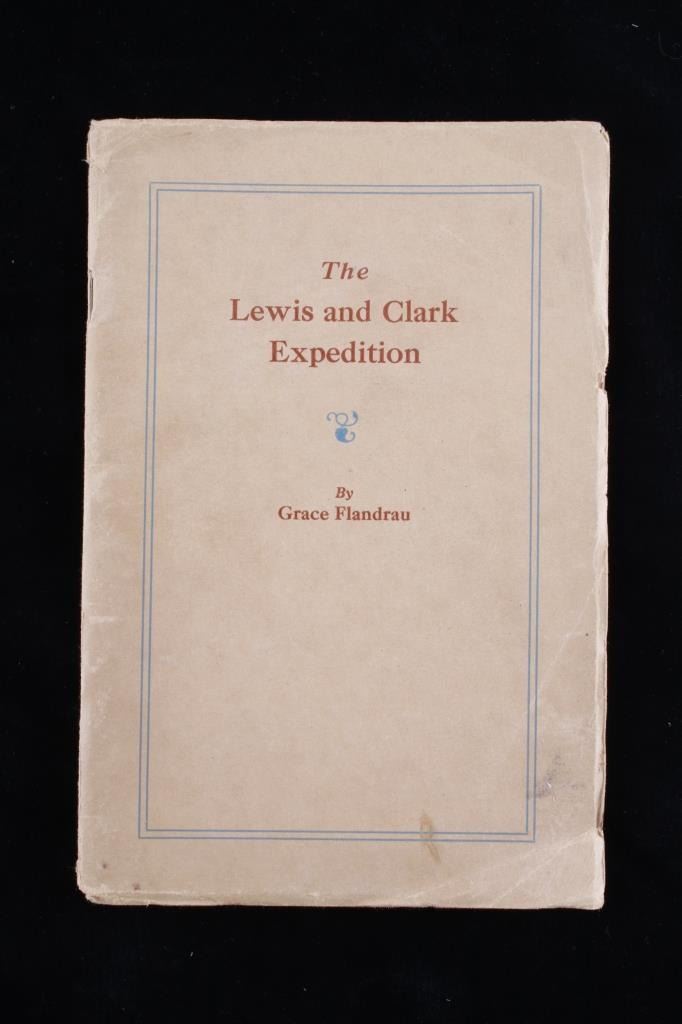 The
Lewis and Clark
Expedition
By
Grace Flandrau